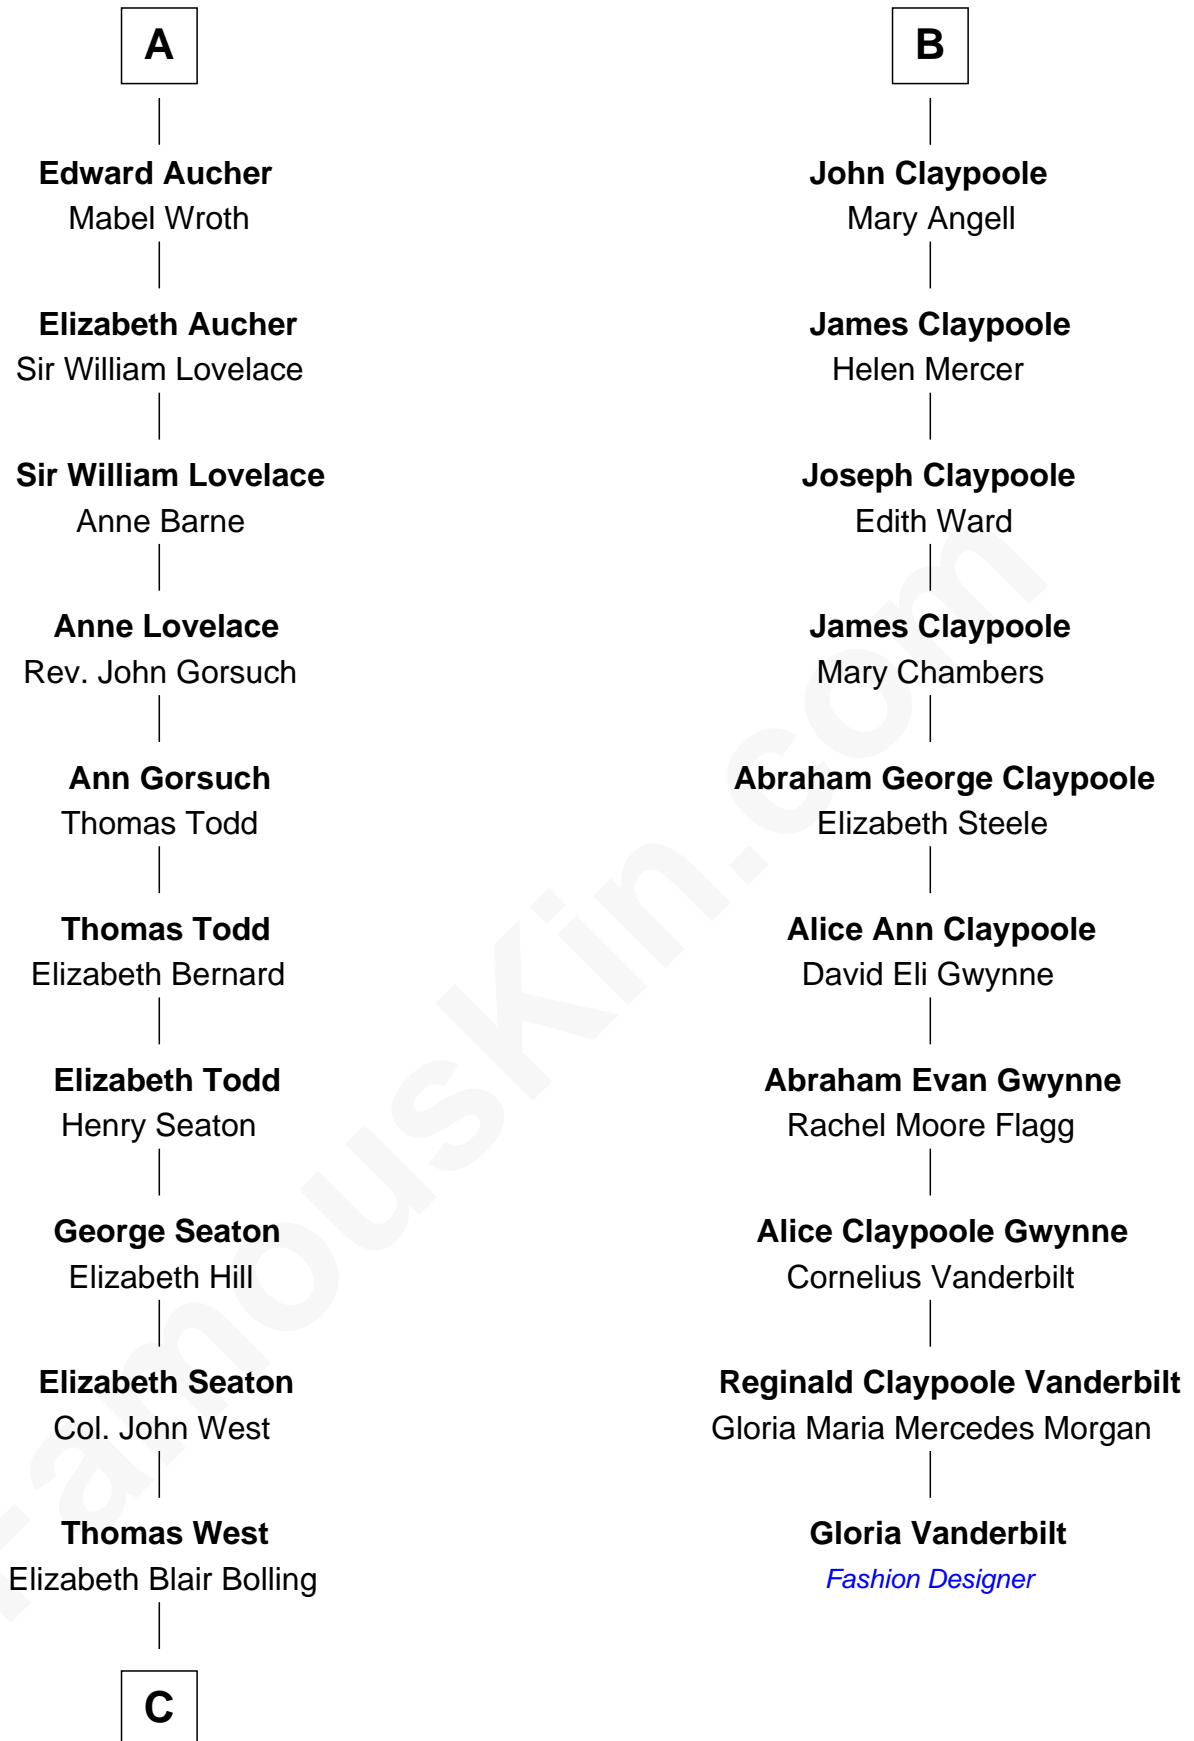 A
Edward Aucher
Mabel Wroth
Elizabeth Aucher
Sir William Lovelace
Sir William Lovelace
Anne Barne
Anne Lovelace
Rev. John Gorsuch
Ann Gorsuch
Thomas Todd
Thomas Todd
Elizabeth Bernard
Elizabeth Todd
Henry Seaton
George Seaton
Elizabeth Hill
Elizabeth Seaton
Col. John West
Thomas West
Elizabeth Blair Bolling
C
B
John Claypoole
Mary Angell
James Claypoole
Helen Mercer
Joseph Claypoole
Edith Ward
James Claypoole
Mary Chambers
Abraham George Claypoole
Elizabeth Steele
Alice Ann Claypoole
David Eli Gwynne
Abraham Evan Gwynne
Rachel Moore Flagg
Alice Claypoole Gwynne
Cornelius Vanderbilt
Reginald Claypoole Vanderbilt
Gloria Maria Mercedes Morgan
Gloria Vanderbilt
Fashion Designer
FamousKin.com